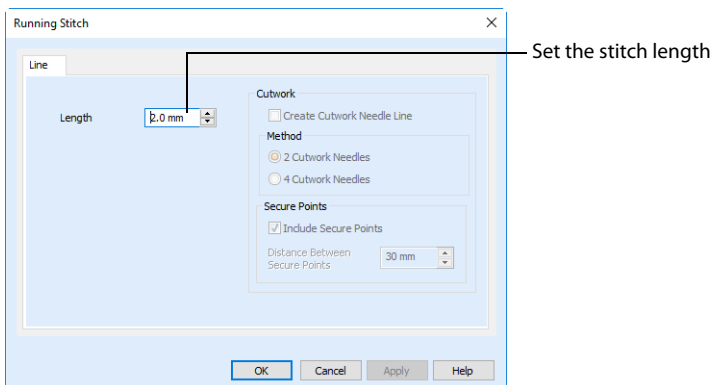 Running Stitch
Set the stitch length
Line
Length
2.0 mm
Cutwork
Create Cutwork Needle Line
Method
2 Cutwork Needles
4 Cutwork Needles
Secure Points
Include Secure Points
Distance Between
Secure Points
30 mm
OK Cancel Apply Help